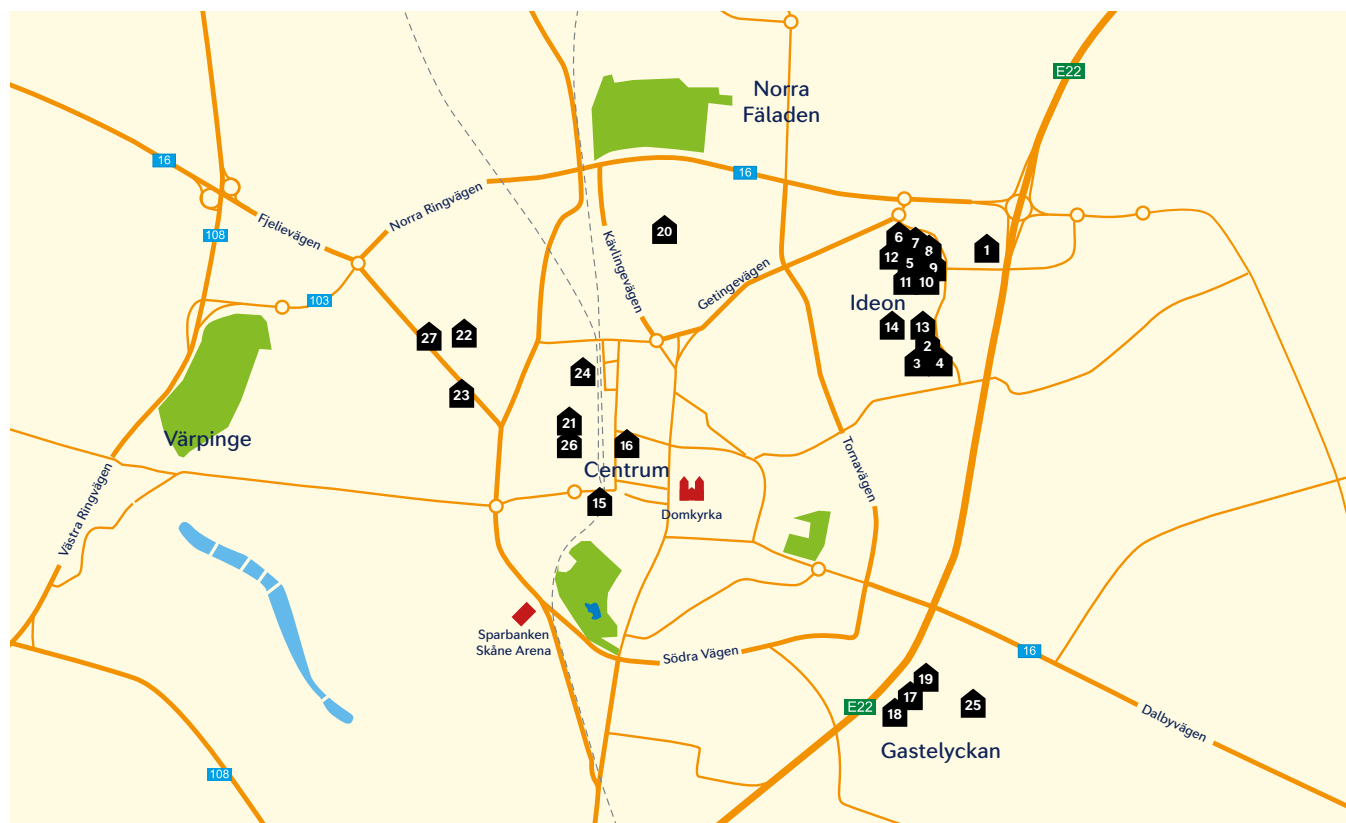 E22
Norra
Fäladen
16
16
Norra Ringvägen
Fjelievägen
108
20
Kävlingevägen
Getingevägen
6
7
8
1
12
5
9
11
10
Ideon
103
14
13
2
3
4
27
22
23
24
21
26
16
Centrum
Värpinge
Tornavägen
15
Domkyrka
Västra Ringvägen
Sparbanken
Skåne Arena
Södra Vägen
16
19
17
18
25
E22
Dalbyvägen
Gastelyckan
108